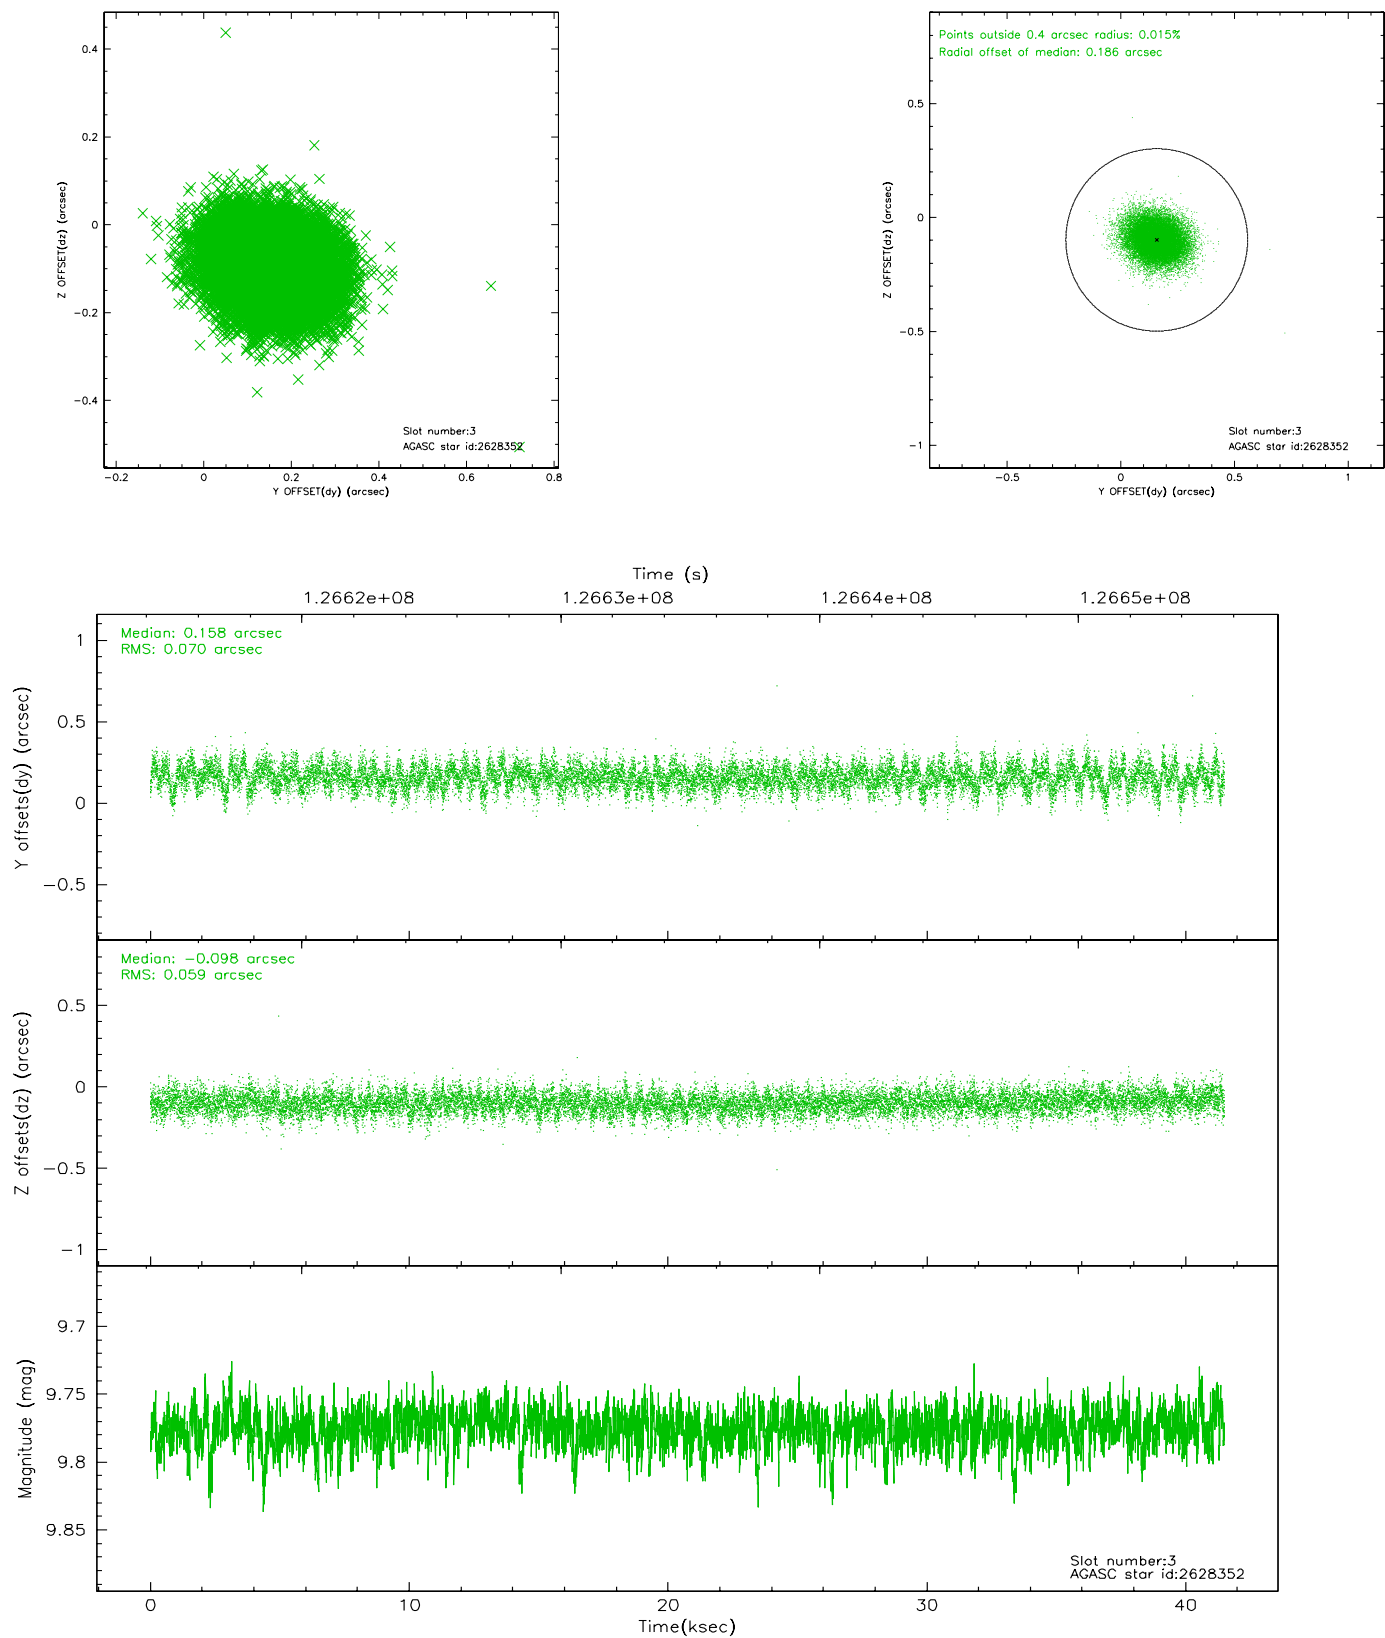 0.4
0.2
0
-0.2
-0.4
Z OFFSET(dz) (arcsec)
Slot number:3
AGASC star id:2628352
-0.2 0 0.2 0.4 0.6 0.8
Y OFFSET(dy) (arcsec)
Points outside 0.4 arcsec radius: 0.015%
Radial offset of median: 0.186 arcsec
0.5
0
-0.5
-1
Z OFFSET(dz) (arcsec)
Slot number:3
AGASC star id:2628352
-0.5 0 0.5 1
Y OFFSET(dy) (arcsec)
Time (s)
1.2662e+08 1.2663e+08 1.2664e+08 1.2665e+08
Median: 0.158 arcsec
RMS: 0.070 arcsec
1
0.5
0
-0.5
Y offsets(dy) (arcsec)
Median: -0.098 arcsec
RMS: 0.059 arcsec
0.5
0
-0.5
-1
Z offsets(dz) (arcsec)
9.7
9.75
9.8
9.85
Magnitude (mag)
Slot number:3
AGASC star id:2628352
0 10 20 30 40
Time(ksec)